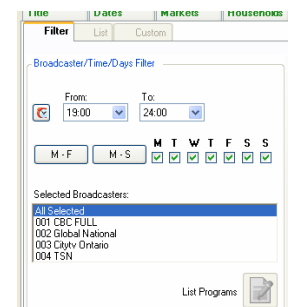 Title Dates Markets Households
Filter List Custom
Broadcaster/Time/Days Filter
From: To:
19:00 24:00
M T W T F S S
M - F M - S
Selected Broadcasters:
All Selected
001 CBC FULL
002 Global National
003 Citytv Ontario
004 TSN
List Programs